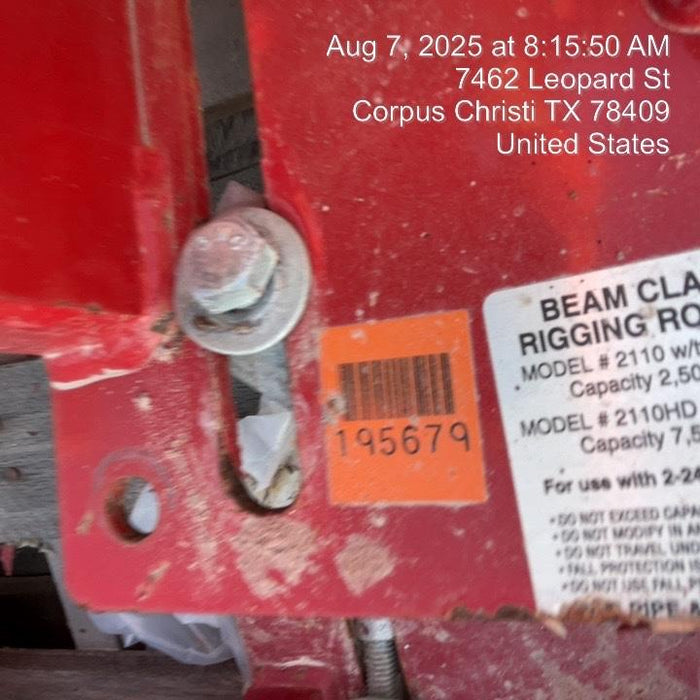 Aug 7, 2025 at 8:15:50 AM
7462 Leopard St
Corpus Christi TX 78409
United States
BEAM CLA
RIGGING RO
MODEL # 2110 w/t
Capacity 2,50
MODEL # 2110HD
Capacity 7,5
For use with 2-24
• DO NOT EXCEED CAPA
• DO NOT MODIFY IN AN
• DO NOT TRAVEL UND
• FALL PROTECTION IS
• DO NOT USE FALL P
PIPE
195679